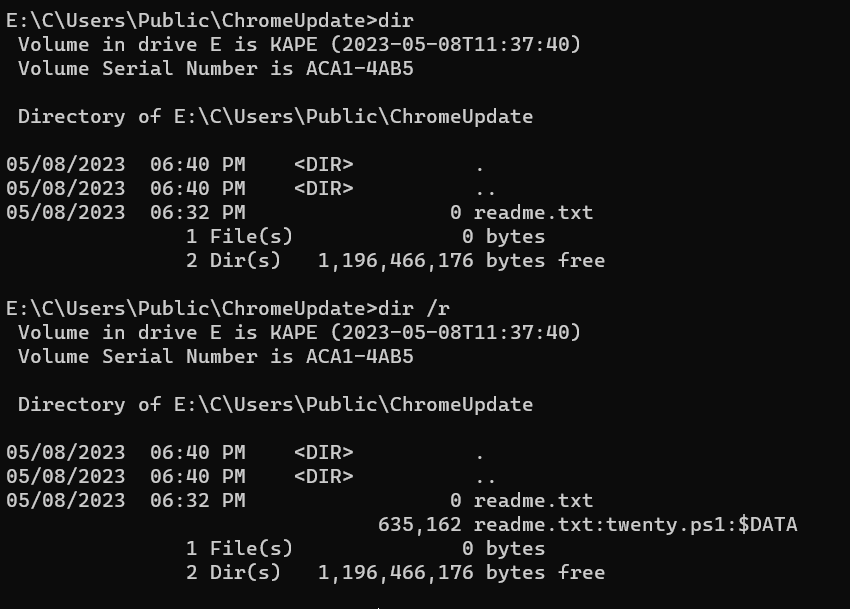 E:\C\Users\Public\ChromeUpdate>dir
 Volume in drive E is KAPE (2023-05-08T11:37:40)
 Volume Serial Number is ACA1-4AB5
 Directory of E:\C\Users\Public\ChromeUpdate
05/08/2023  06:40 PM    <DIR>          .
05/08/2023  06:40 PM    <DIR>          ..
05/08/2023  06:32 PM                 0 readme.txt
               1 File(s)              0 bytes
               2 Dir(s)   1,196,466,176 bytes free
E:\C\Users\Public\ChromeUpdate>dir /r
 Volume in drive E is KAPE (2023-05-08T11:37:40)
 Volume Serial Number is ACA1-4AB5
 Directory of E:\C\Users\Public\ChromeUpdate
05/08/2023  06:40 PM    <DIR>          .
05/08/2023  06:40 PM    <DIR>          ..
05/08/2023  06:32 PM                 0 readme.txt
                               635,162 readme.txt:twenty.ps1:$DATA
               1 File(s)              0 bytes
               2 Dir(s)   1,196,466,176 bytes free